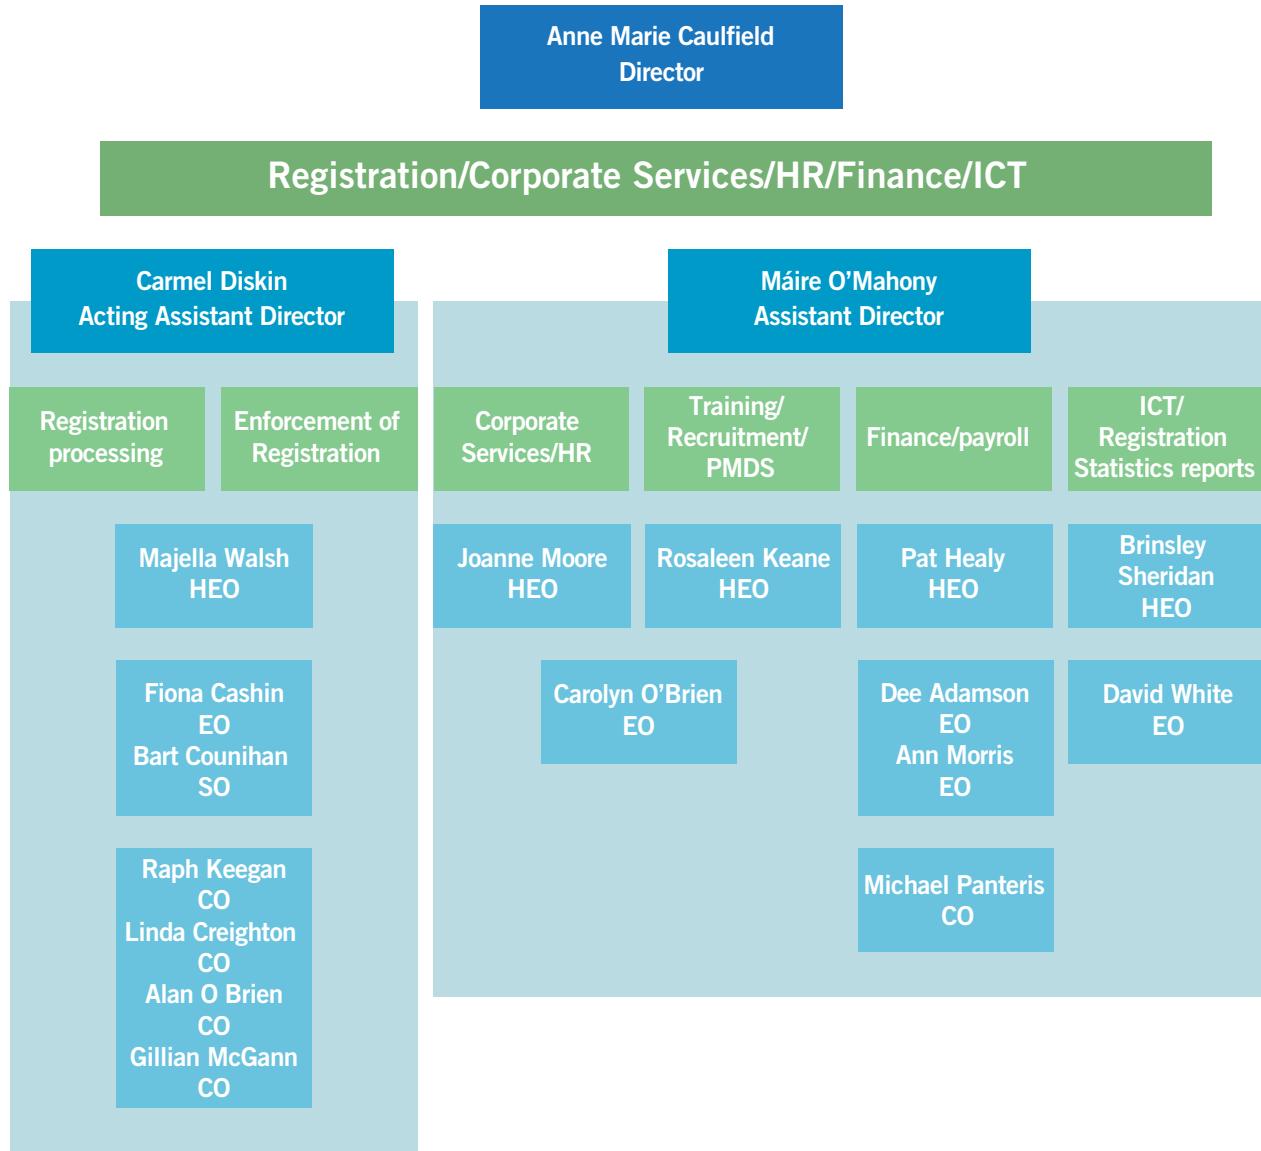 Anne Marie Caulfield
Director
Registration/Corporate Services/HR/Finance/ICT
Carmel Diskin
Acting Assistant Director
Registration
processing
Enforcement of
Registration
Majella Walsh
HEO
Fiona Cashin
EO
Bart Counihan
SO
Raph Keegan
CO
Linda Creighton
CO
Alan O Brien
CO
Gillian McGann
CO
Máire O’Mahony
Assistant Director
Corporate
Services/HR
Training/
Recruitment/
PMDS
Finance/payroll
ICT/
Registration
Statistics reports
Joanne Moore
HEO
Rosaleen Keane
HEO
Pat Healy
HEO
Brinsley
Sheridan
HEO
Carolyn O’Brien
EO
Dee Adamson
EO
Ann Morris
EO
David White
EO
Michael Panteris
CO